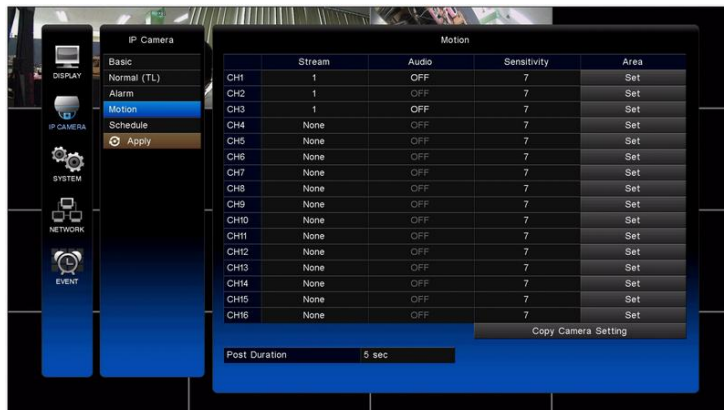 IP Camera
Motion
DISPLAY
IP CAMERA
SYSTEM
NETWORK
EVENT
Basic
Normal (TL)
Alarm
Motion
Schedule
Apply
Stream Audio Sensitivity Area
CH1 1 OFF 7 Set
CH2 1 OFF 7 Set
CH3 1 OFF 7 Set
CH4 None OFF 7 Set
CH5 None OFF 7 Set
CH6 None OFF 7 Set
CH7 None OFF 7 Set
CH8 None OFF 7 Set
CH9 None OFF 7 Set
CH10 None OFF 7 Set
CH11 None OFF 7 Set
CH12 None OFF 7 Set
CH13 None OFF 7 Set
CH14 None OFF 7 Set
CH15 None OFF 7 Set
CH16 None OFF 7 Set
Copy Camera Setting
Post Duration 5 sec